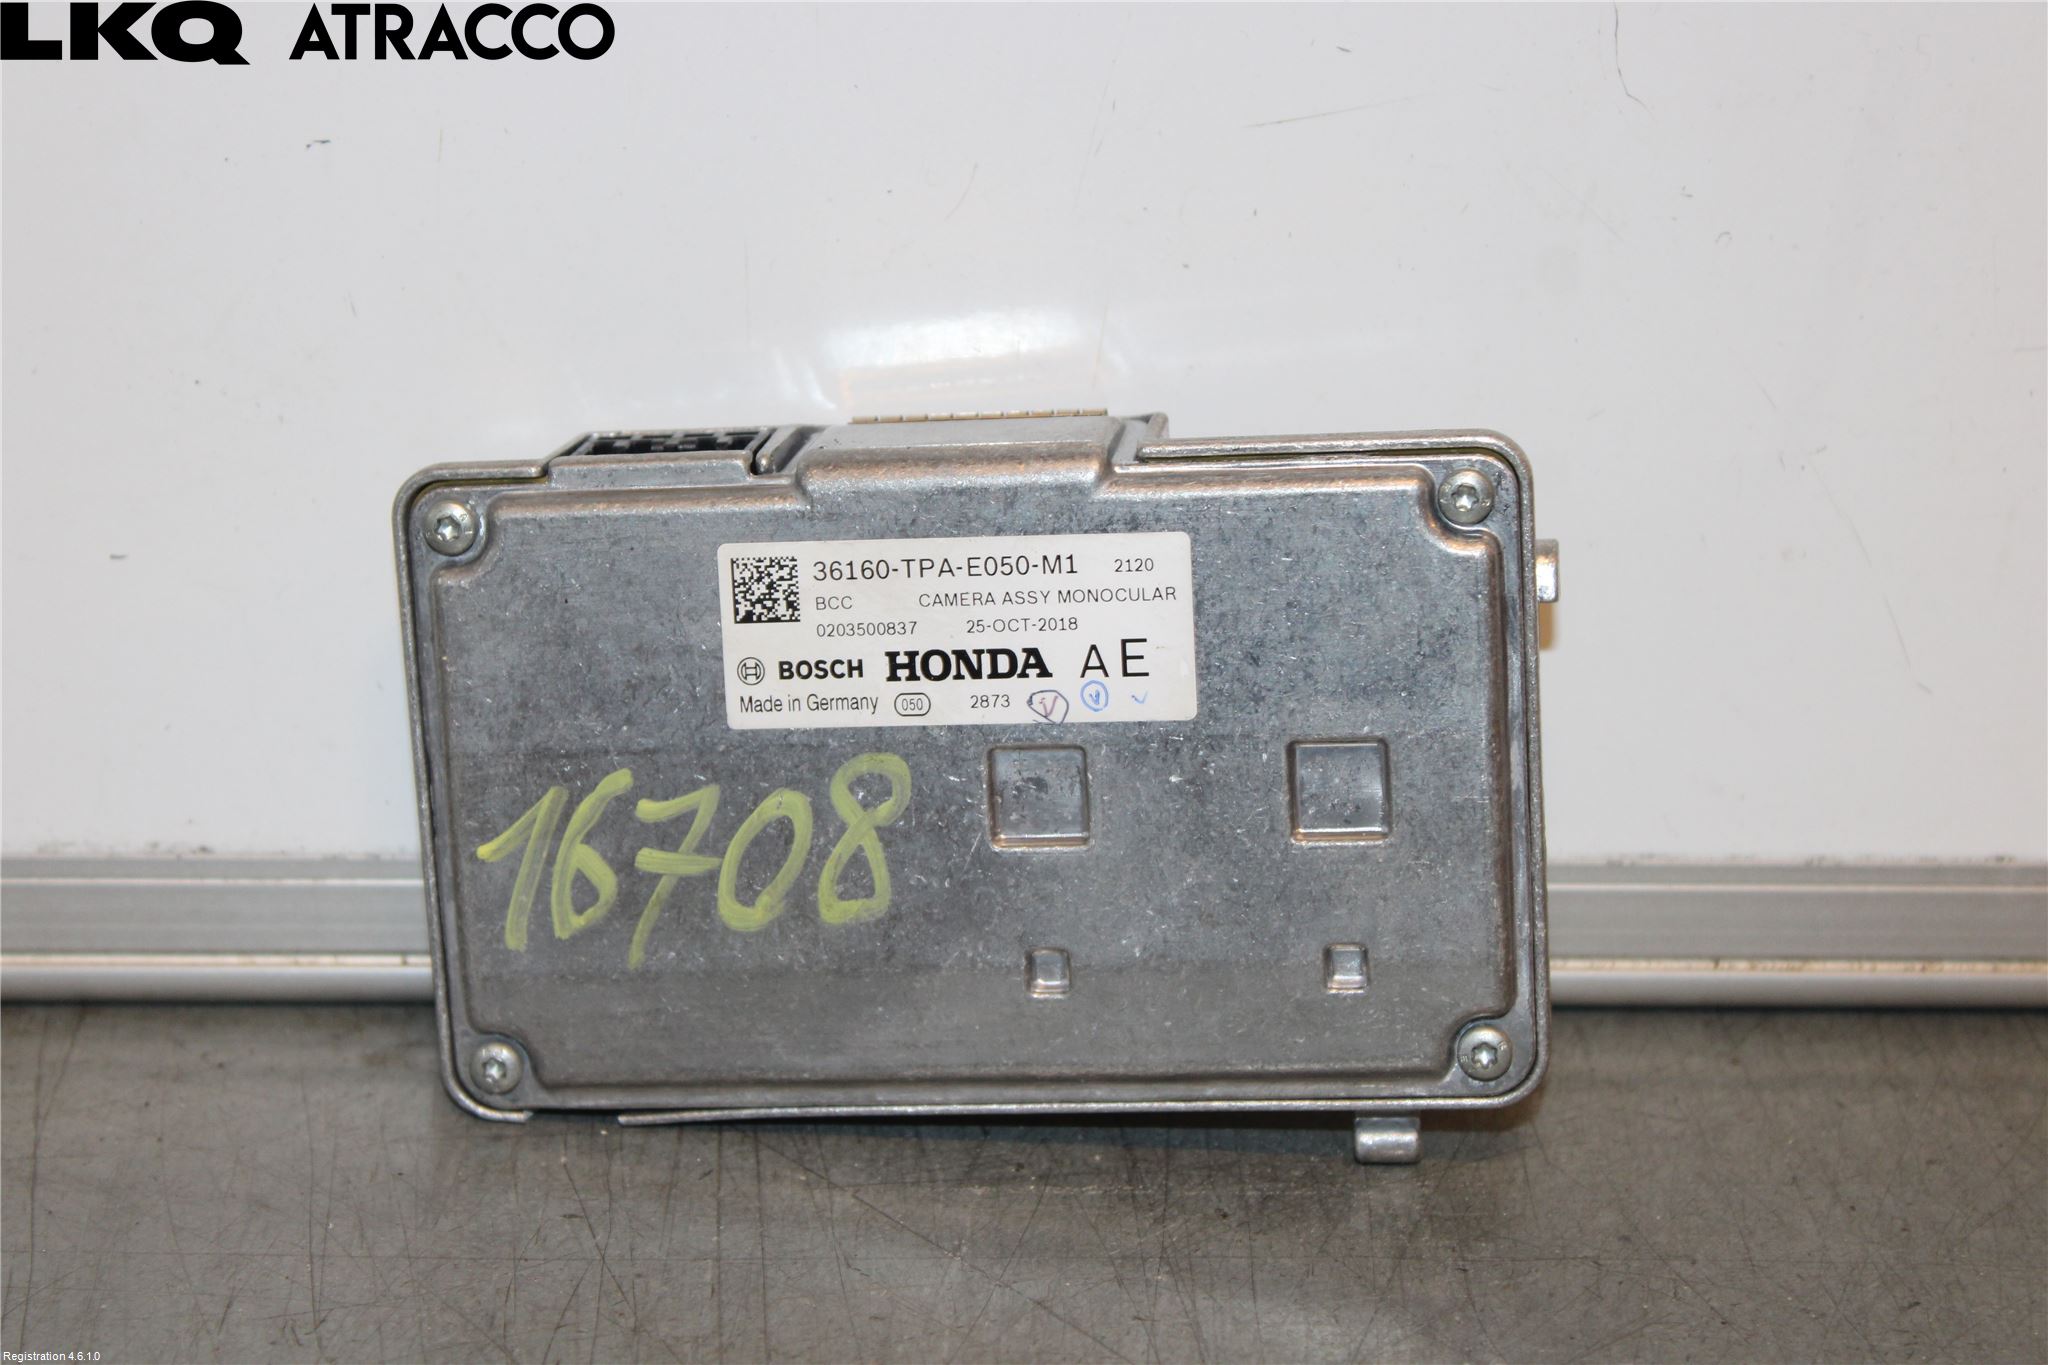 LKQ ATRACCO
36160-TPA-E050-M1 2120
BCC CAMERA ASSY MONOCULAR
0203500837 25-OCT-2018
BOSCH HONDA AE
Made in Germany 050 2873
16708
Registration 4.6.1.0